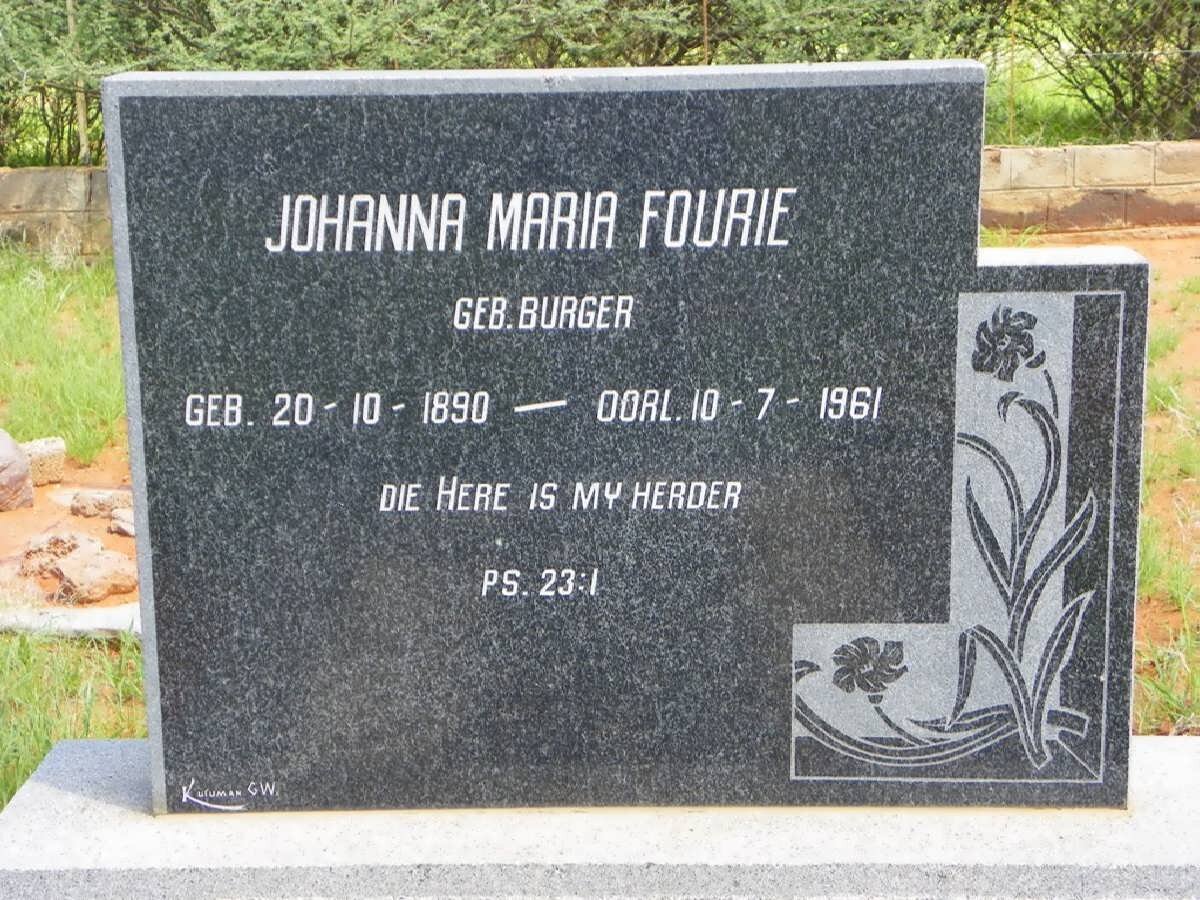 JOHANNA MARIA FOURIE
GEB. BURGER
GEB. 20 - 10 - 1890 — OORL. 10 - 7 - 1961
DIE HERE IS MY HERDER
PS. 23:1
KURUMAN G.W.